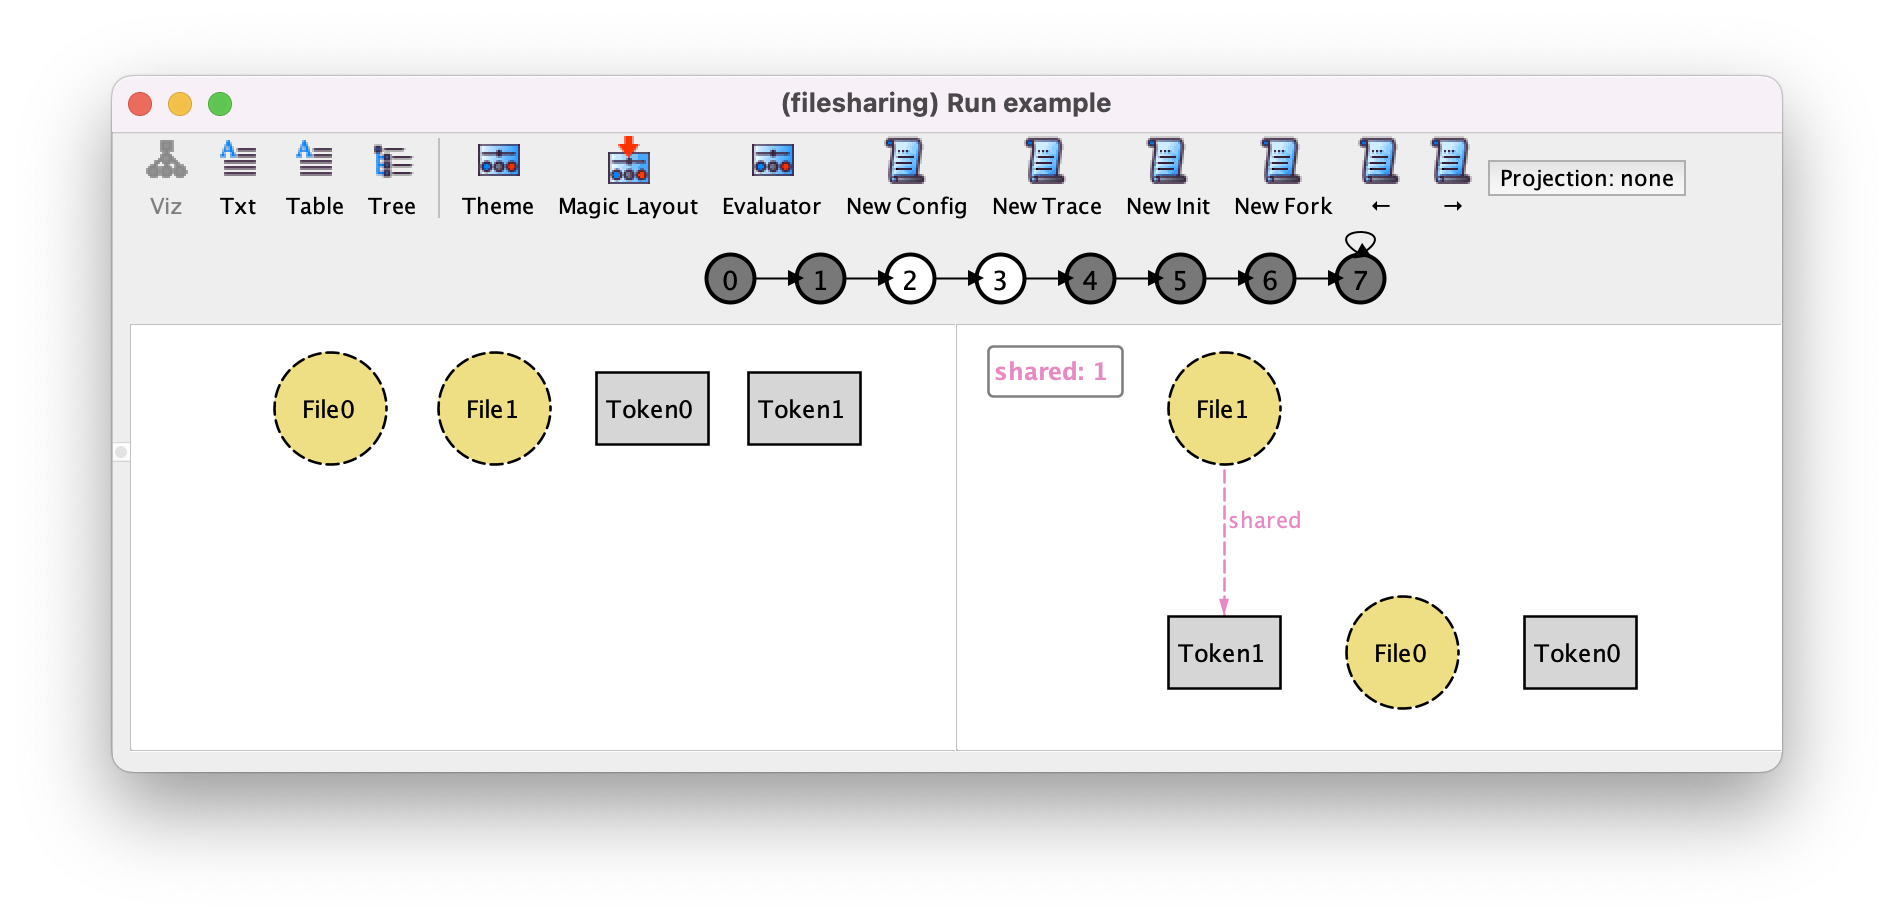 (filesharing) Run example
Viz Txt Table Tree Theme Magic Layout Evaluator New Config New Trace New Init New Fork ← → Projection: none
0 1 2 3 4 5 6 7
File0 File1 Token0 Token1
shared: 1
File1
shared
Token1 File0 Token0